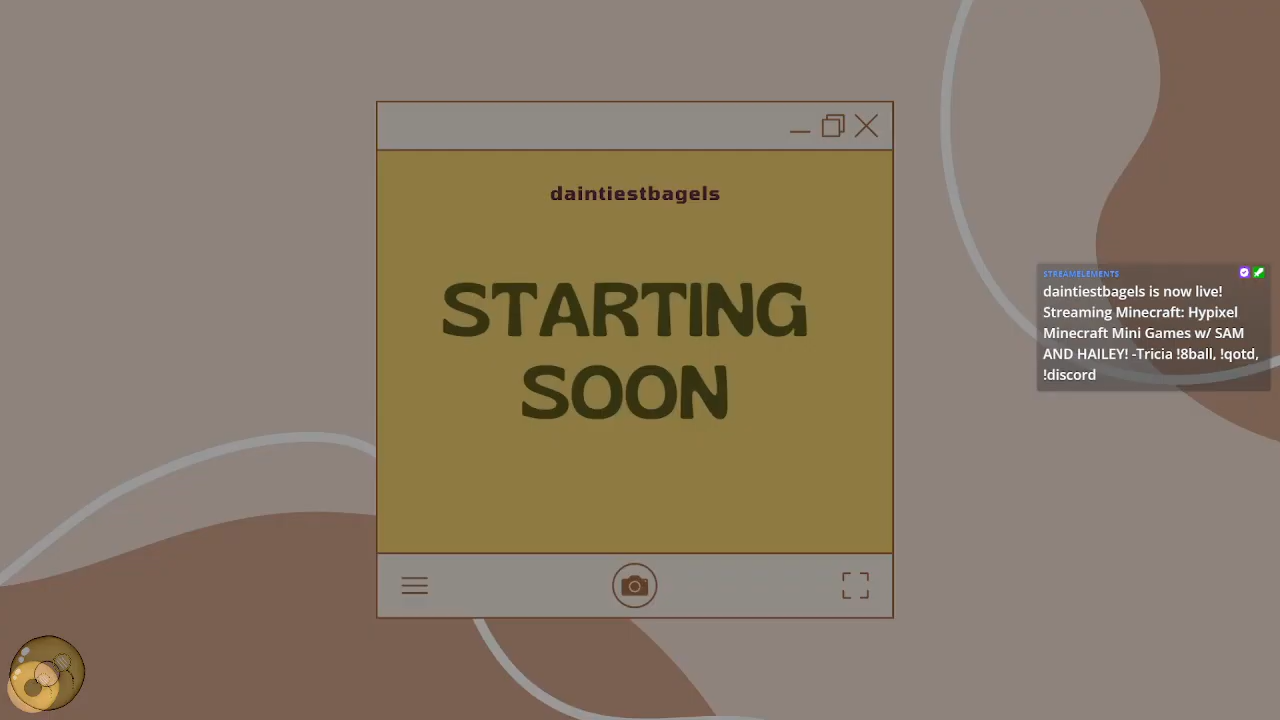 daintiestbagels
STARTING
SOON
STREAMELEMENTS
daintiestbagels is now live!
Streaming Minecraft: Hypixel
Minecraft Mini Games w/ SAM
AND HAILEY! -Tricia !8ball, !qotd,
!discord